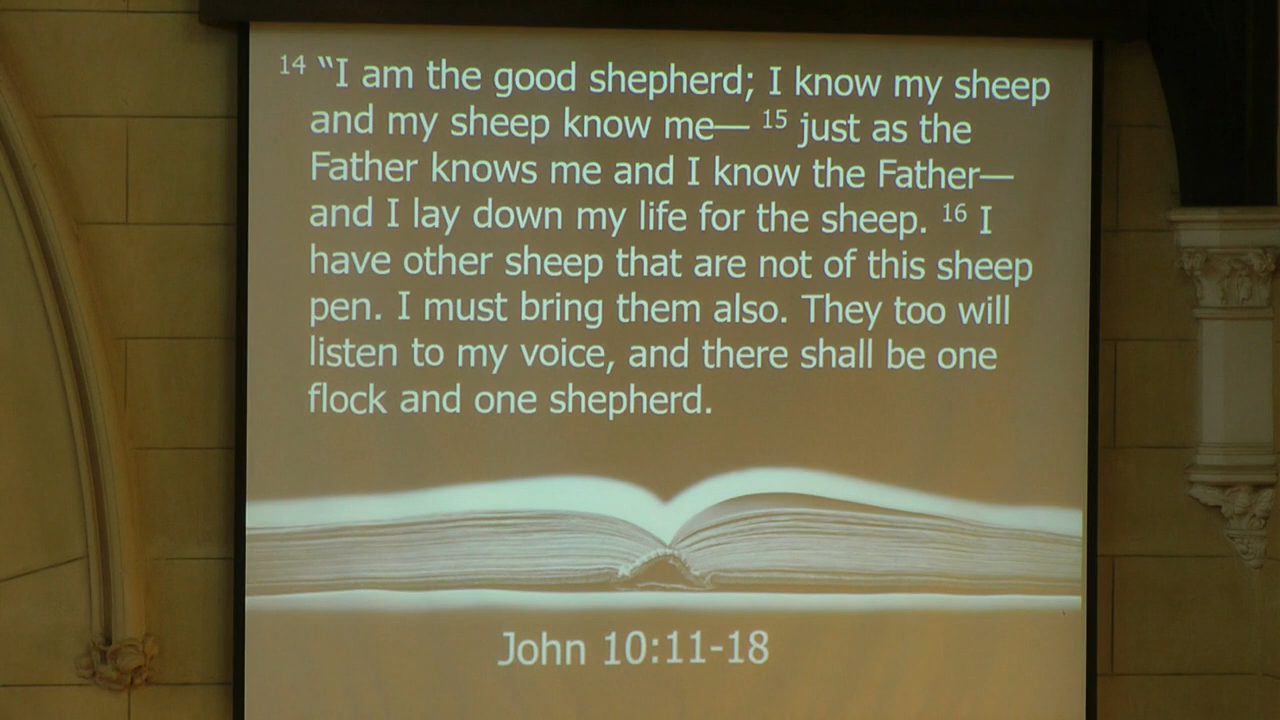 14 “I am the good shepherd; I know my sheep
and my sheep know me— 15 just as the
Father knows me and I know the Father—
and I lay down my life for the sheep. 16 I
have other sheep that are not of this sheep
pen. I must bring them also. They too will
listen to my voice, and there shall be one
flock and one shepherd.
John 10:11-18